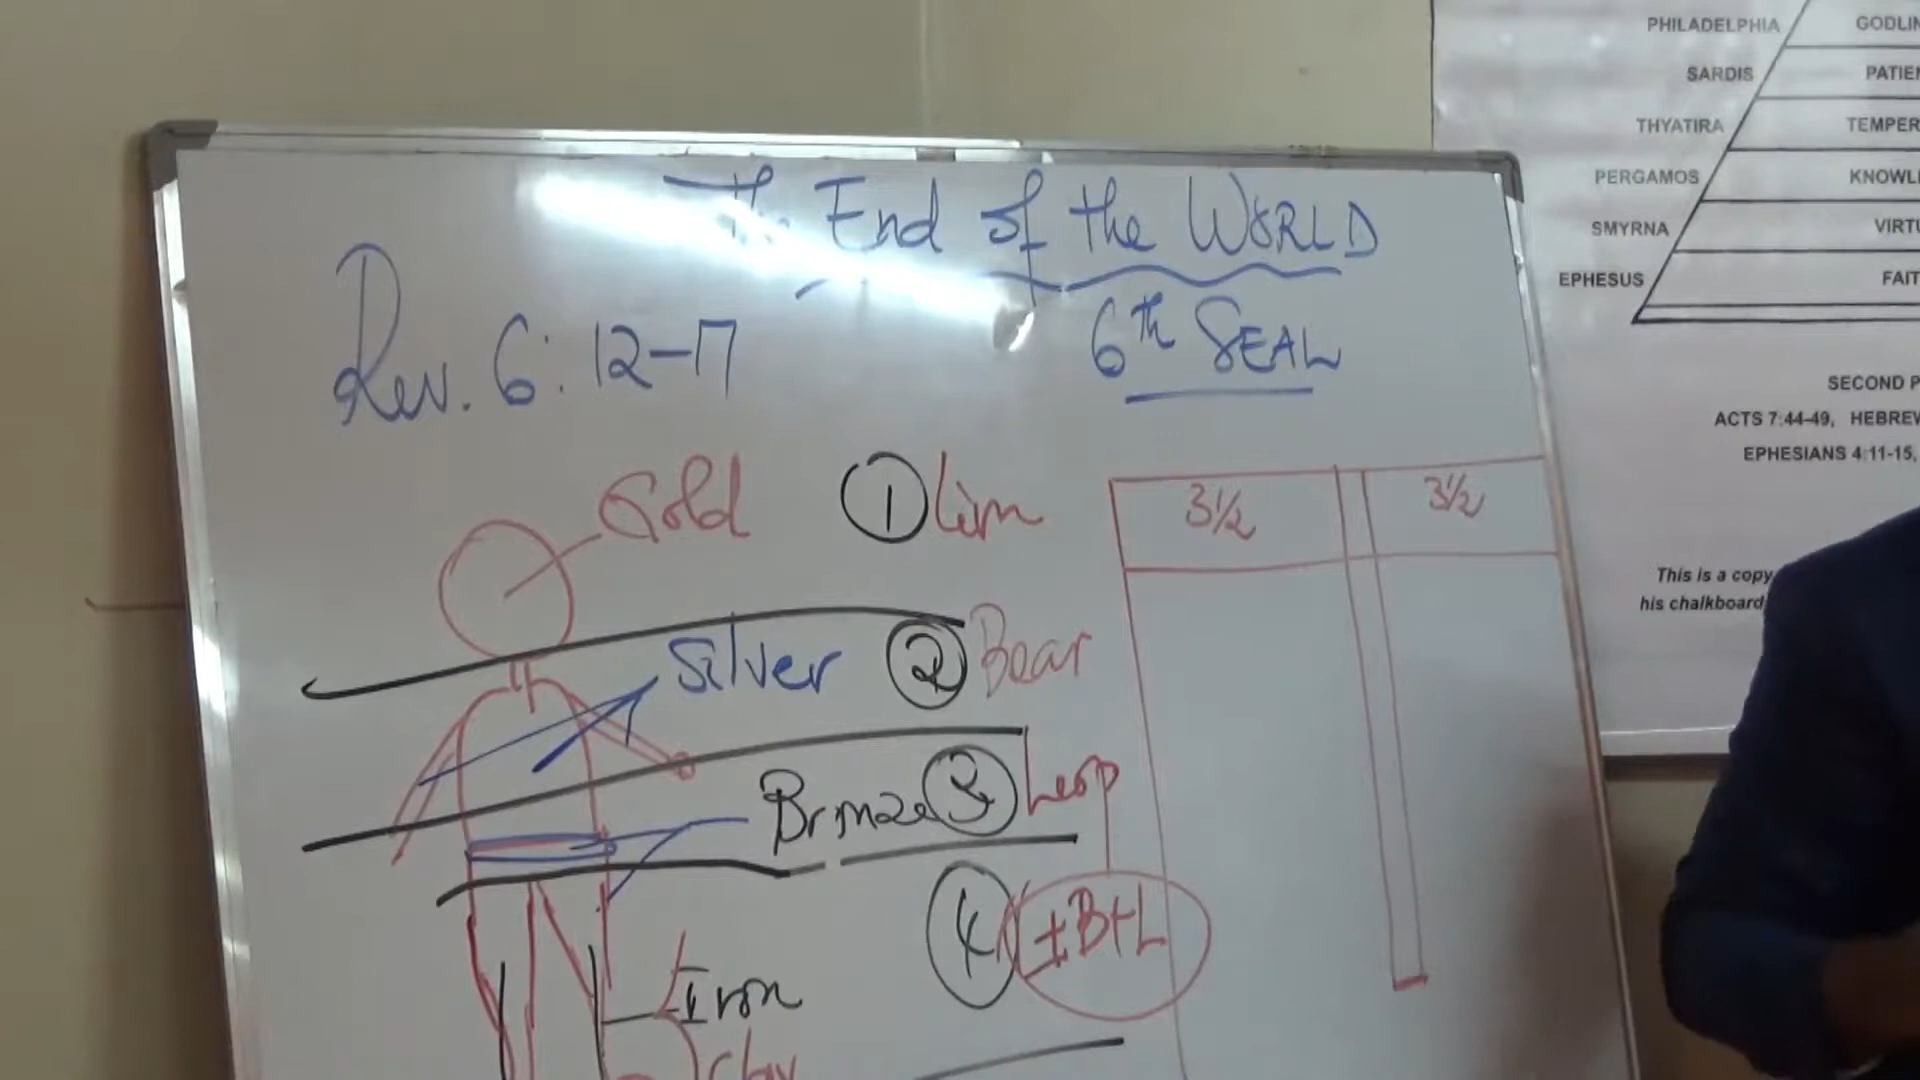 The End of the WORLD
Rev. 6:12-17
6th SEAL
Gold ① Lion
Silver ② Bear
Bronze ③ Leop
④ ± B+L
Iron
clay
3½ 3½
PHILADELPHIA GODLIN
SARDIS PATIEN
THYATIRA TEMPER
PERGAMOS KNOWL
SMYRNA VIRTU
EPHESUS FAIT
SECOND P
ACTS 7:44-49, HEBREW
EPHESIANS 4:11-15,
This is a copy
his chalkboard